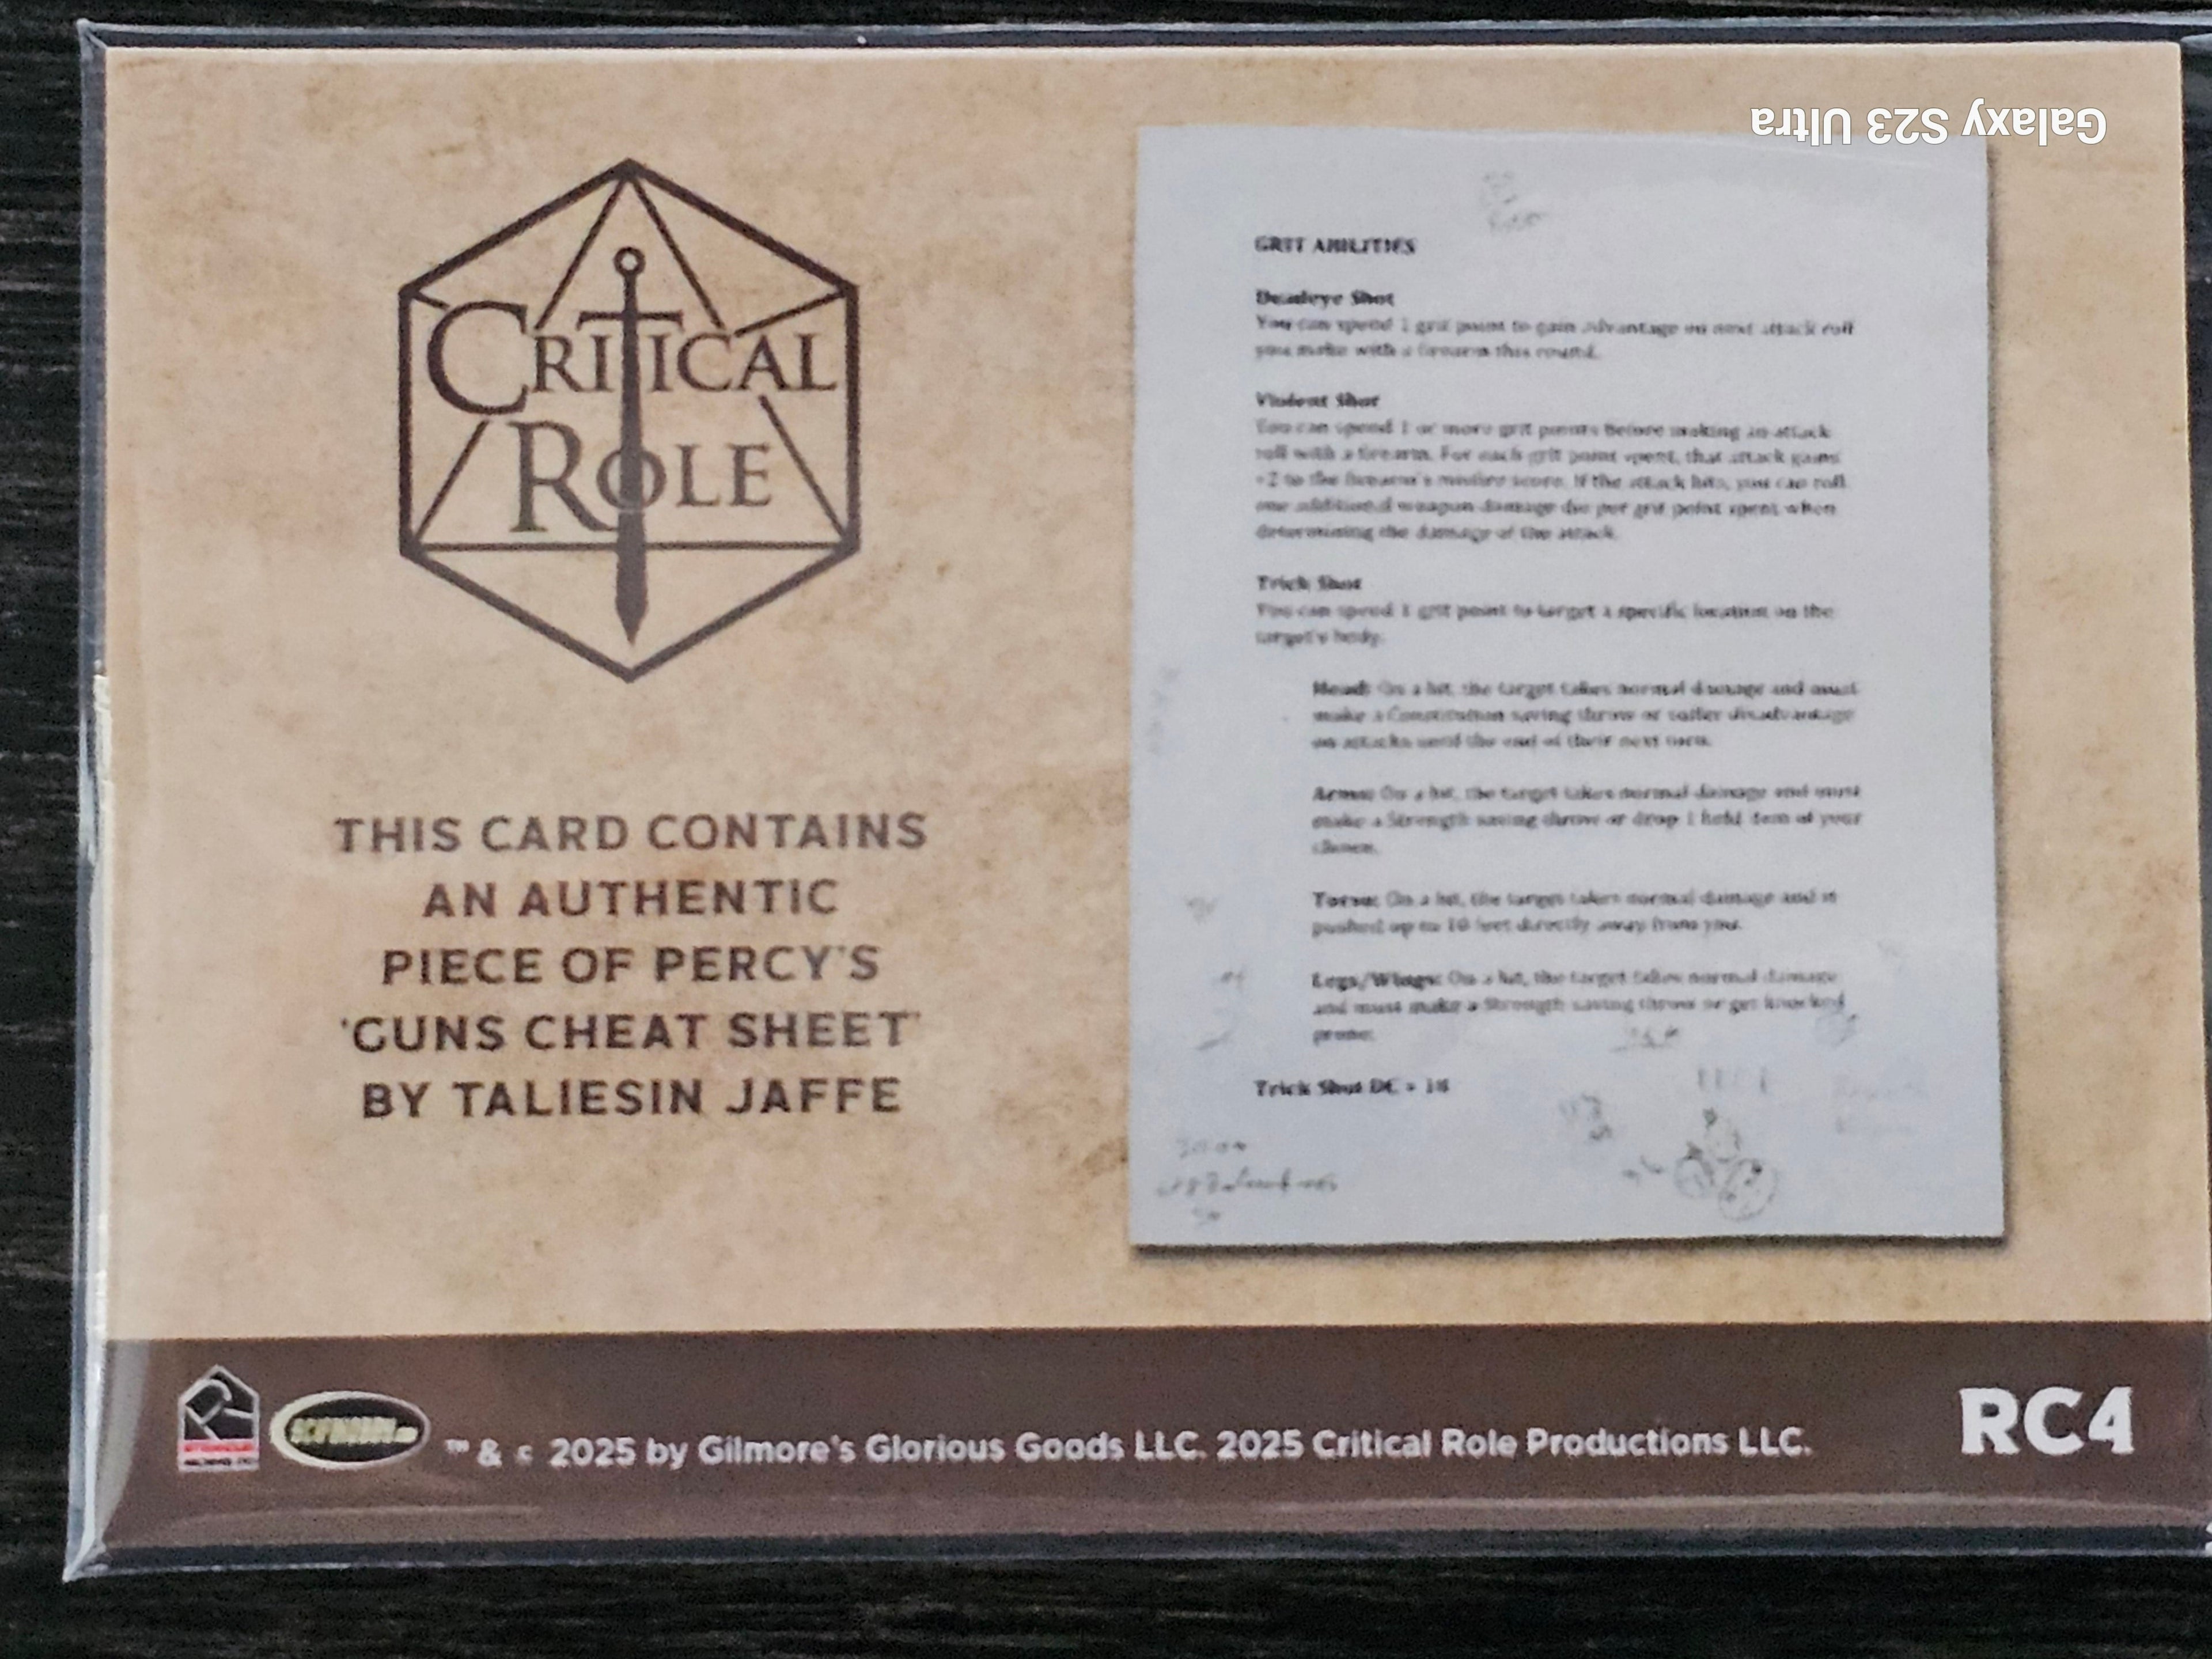 Galaxy S23 Ultra
CRITICAL
ROLE
THIS CARD CONTAINS
AN AUTHENTIC
PIECE OF PERCY'S
'GUNS CHEAT SHEET'
BY TALIESIN JAFFE
GRIT ABILITIES
Deadeye Shot
You can spend 1 grit point to gain advantage on next attack roll
you make with a firearm this round.
Violent Shot
You can spend 1 or more grit points before making an attack
roll with a firearm. For each grit point spent, that attack gains
+2 to the firearm's misfire score. If the attack hits, you can roll
one additional weapon damage die per grit point spent when
determining the damage of the attack.
Trick Shot
You can spend 1 grit point to target a specific location on the
target's body.
Head: On a hit, the target takes normal damage and must
make a Constitution saving throw or suffer disadvantage
on attacks until the end of their next turn.
Arms: On a hit, the target takes normal damage and must
make a Strength saving throw or drop 1 held item of your
Torso: On a hit, the target takes normal damage and is
pushed up to 10 feet directly away from you.
Legs/Wings: On a hit, the target takes normal damage
and must make a Strength saving throw or get knocked
prone.
Trick Shot DC
™ & c 2025 by Gilmore's Glorious Goods LLC. 2025 Critical Role Productions LLC.
RC4